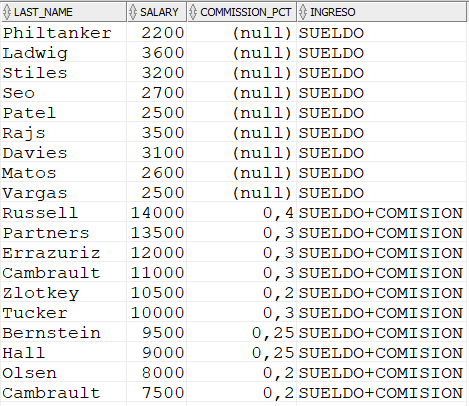 LAST_NAME SALARY COMMISSION_PCT INGRESO
Philtanker 2200 (null) SUELDO
Ladwig 3600 (null) SUELDO
Stiles 3200 (null) SUELDO
Seo 2700 (null) SUELDO
Patel 2500 (null) SUELDO
Rajs 3500 (null) SUELDO
Davies 3100 (null) SUELDO
Matos 2600 (null) SUELDO
Vargas 2500 (null) SUELDO
Russell 14000 0,4 SUELDO+COMISION
Partners 13500 0,3 SUELDO+COMISION
Errazuriz 12000 0,3 SUELDO+COMISION
Cambrault 11000 0,3 SUELDO+COMISION
Zlotkey 10500 0,2 SUELDO+COMISION
Tucker 10000 0,3 SUELDO+COMISION
Bernstein 9500 0,25 SUELDO+COMISION
Hall 9000 0,25 SUELDO+COMISION
Olsen 8000 0,2 SUELDO+COMISION
Cambrault 7500 0,2 SUELDO+COMISION